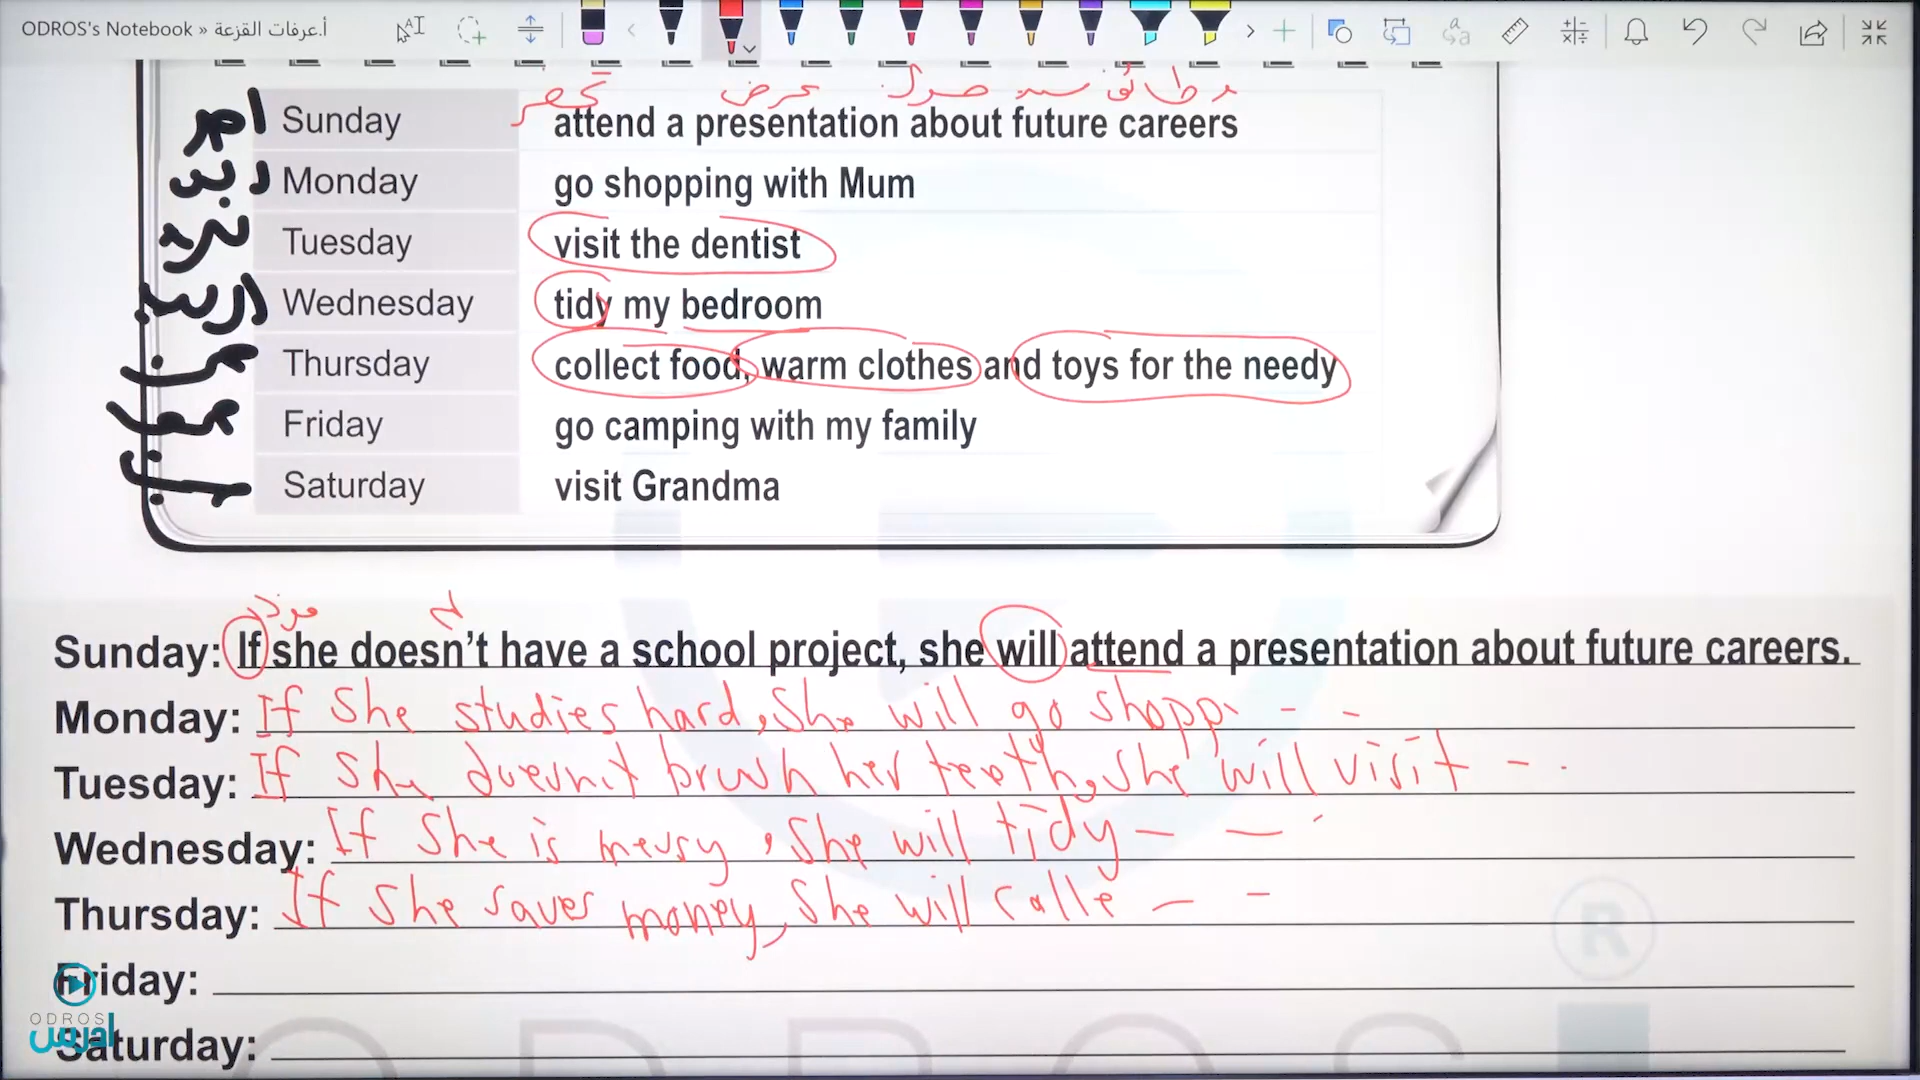 ODROS's Notebook » أ.عرفات القزعة
عرض
Sunday attend a presentation about future careers
Monday go shopping with Mum
Tuesday visit the dentist
Wednesday tidy my bedroom
Thursday collect food, warm clothes and toys for the needy
Friday go camping with my family
Saturday visit Grandma
Sunday: If she doesn't have a school project, she will attend a presentation about future careers.
Monday: If she studies hard, she will go shopp
Tuesday: If she doesn't brush her teeth, she will visit
Wednesday: If she is messy, she will tidy
Thursday: If she saves money, she will colle
Friday:
ODROS
ادرس
Saturday:
ODROS
R